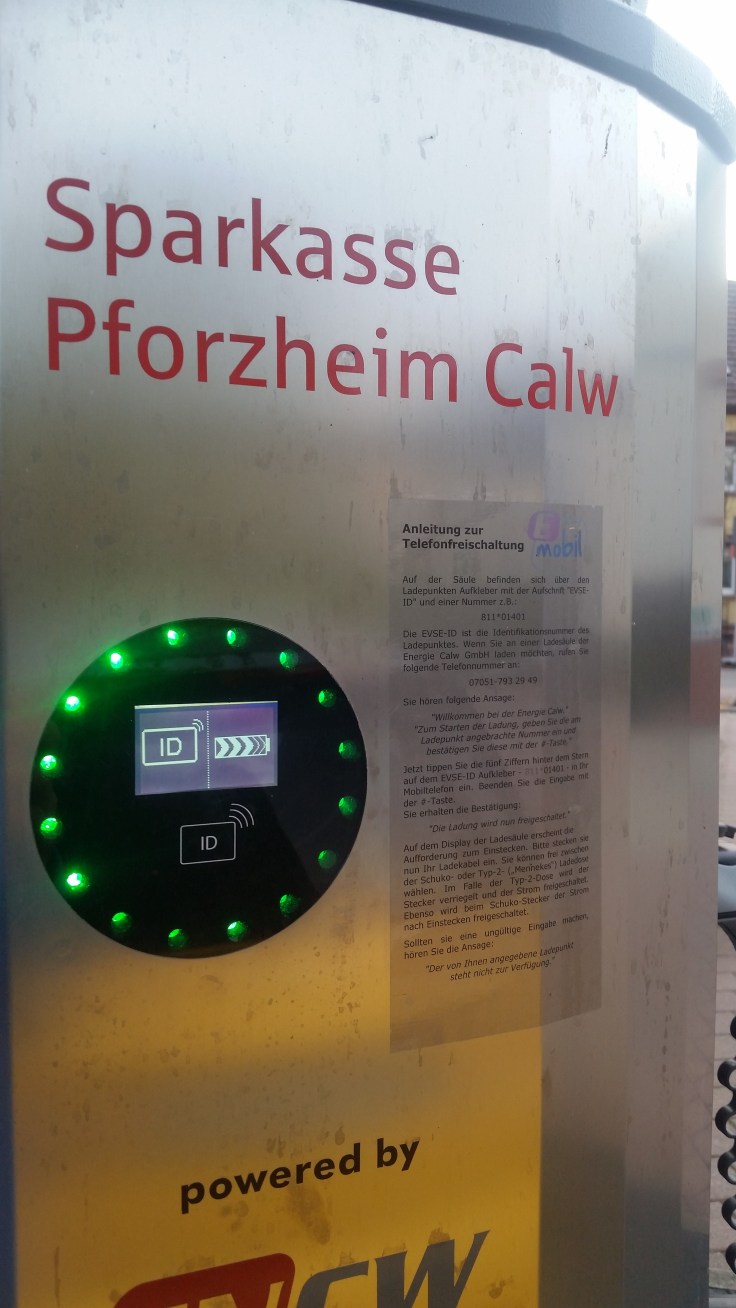 Sparkasse
Pforzheim Calw
Anleitung zur
Telefonfreischaltung
E
mobil
Auf der Säule befinden sich über den
Ladepunkten Aufkleber mit der Aufschrift "EVSE-
ID" und einer Nummer z.B.:
811*01401
Die EVSE-ID ist die Identifikationsnummer des
Ladepunktes. Wenn Sie an einer Ladesäule der
Energie Calw GmbH laden möchten, rufen Sie
folgende Telefonnummer an:
07051-793 29 49
Sie hören folgende Ansage:
"Willkommen bei der Energie Calw."
"Zum Starten der Ladung, geben Sie die am
Ladepunkt angebrachte Nummer ein und
bestätigen Sie diese mit der #-Taste."
Jetzt tippen Sie die fünf Ziffern hinter dem Stern
auf dem EVSE-ID Aufkleber - 811*01401 - in Ihr
Mobiltelefon ein. Beenden Sie die Eingabe mit
der #-Taste.
Sie erhalten die Bestätigung:
"Die Ladung wird nun freigeschaltet."
Auf dem Display der Ladesäule erscheint die
Aufforderung zum Einstecken. Bitte stecken sie
nun Ihr Ladekabel ein. Sie können frei zwischen
der Schuko- oder Typ-2- („Mennekes") Ladedose
wählen. Im Falle der Typ-2-Dose wird der
Stecker verriegelt und der Strom freigeschaltet.
Ebenso wird beim Schuko-Stecker der Strom
nach Einstecken freigeschaltet.
Sollten sie eine ungültige Eingabe machen,
hören Sie die Ansage:
"Der von Ihnen angegebene Ladepunkt
steht nicht zur Verfügung."
ID
ID
powered by
CW